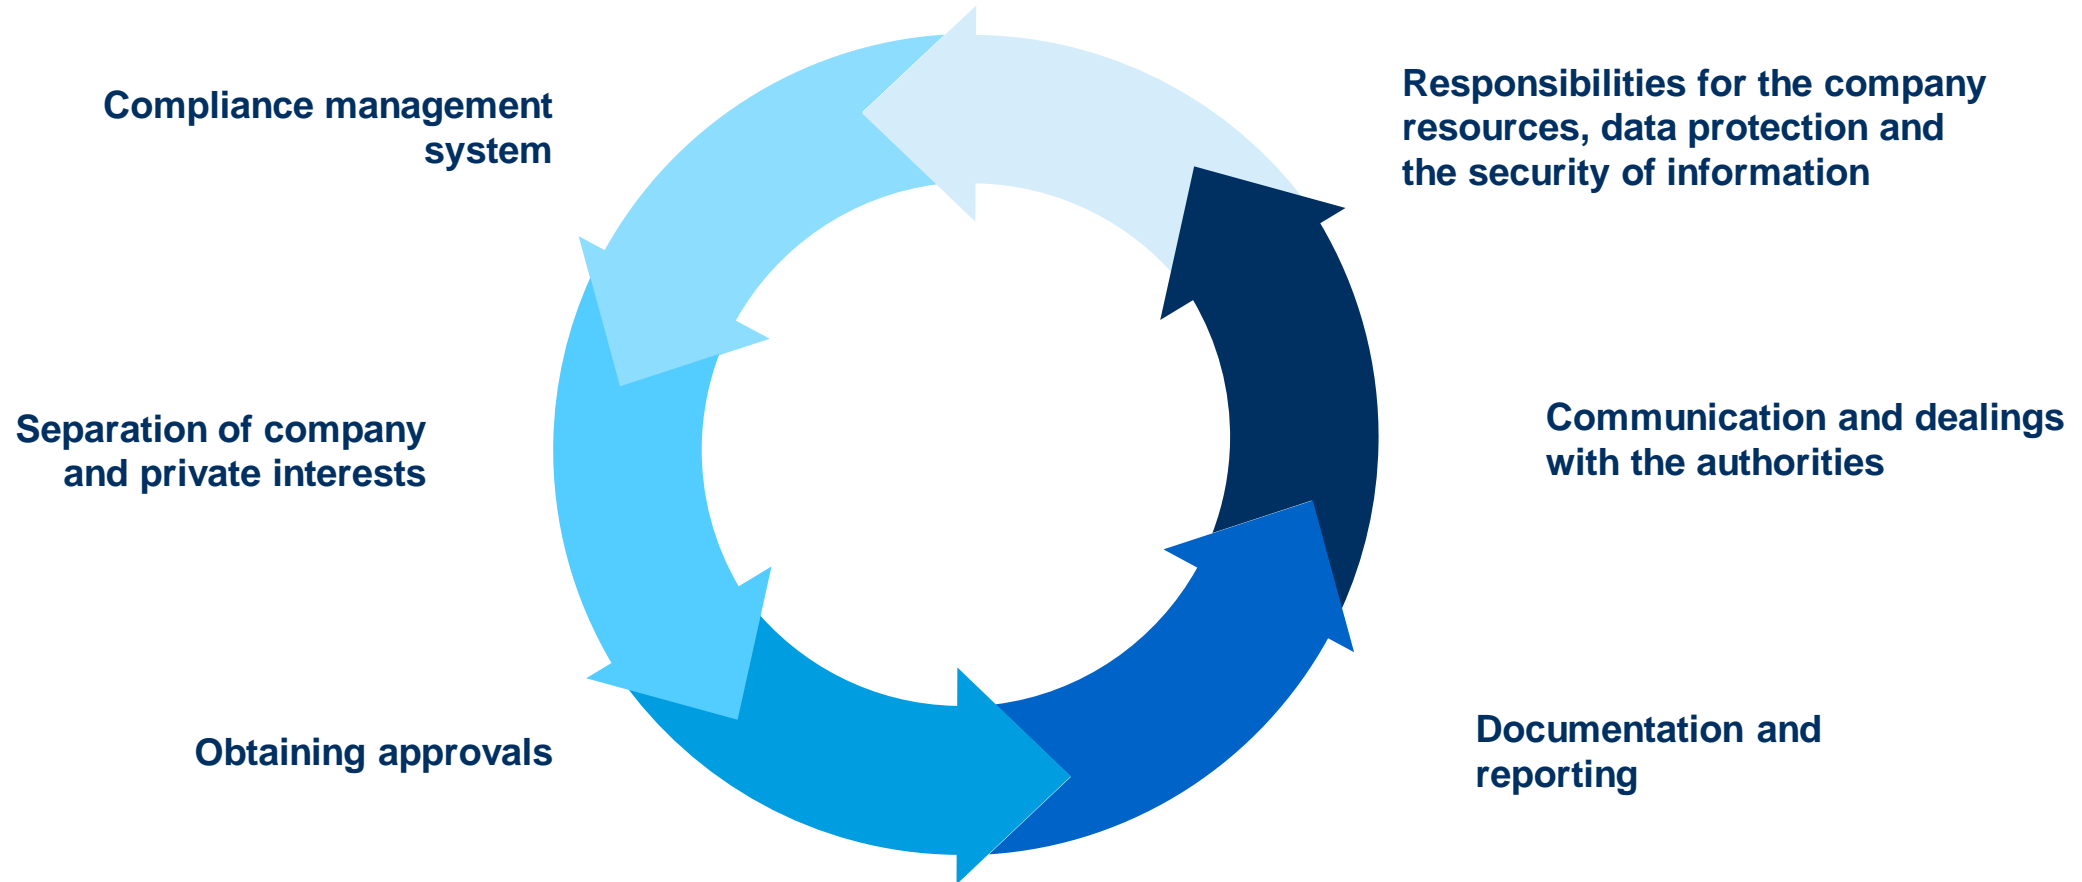 Compliance management
system
Separation of company
and private interests
Obtaining approvals
Responsibilities for the company
resources, data protection and
the security of information
Communication and dealings
with the authorities
Documentation and
reporting